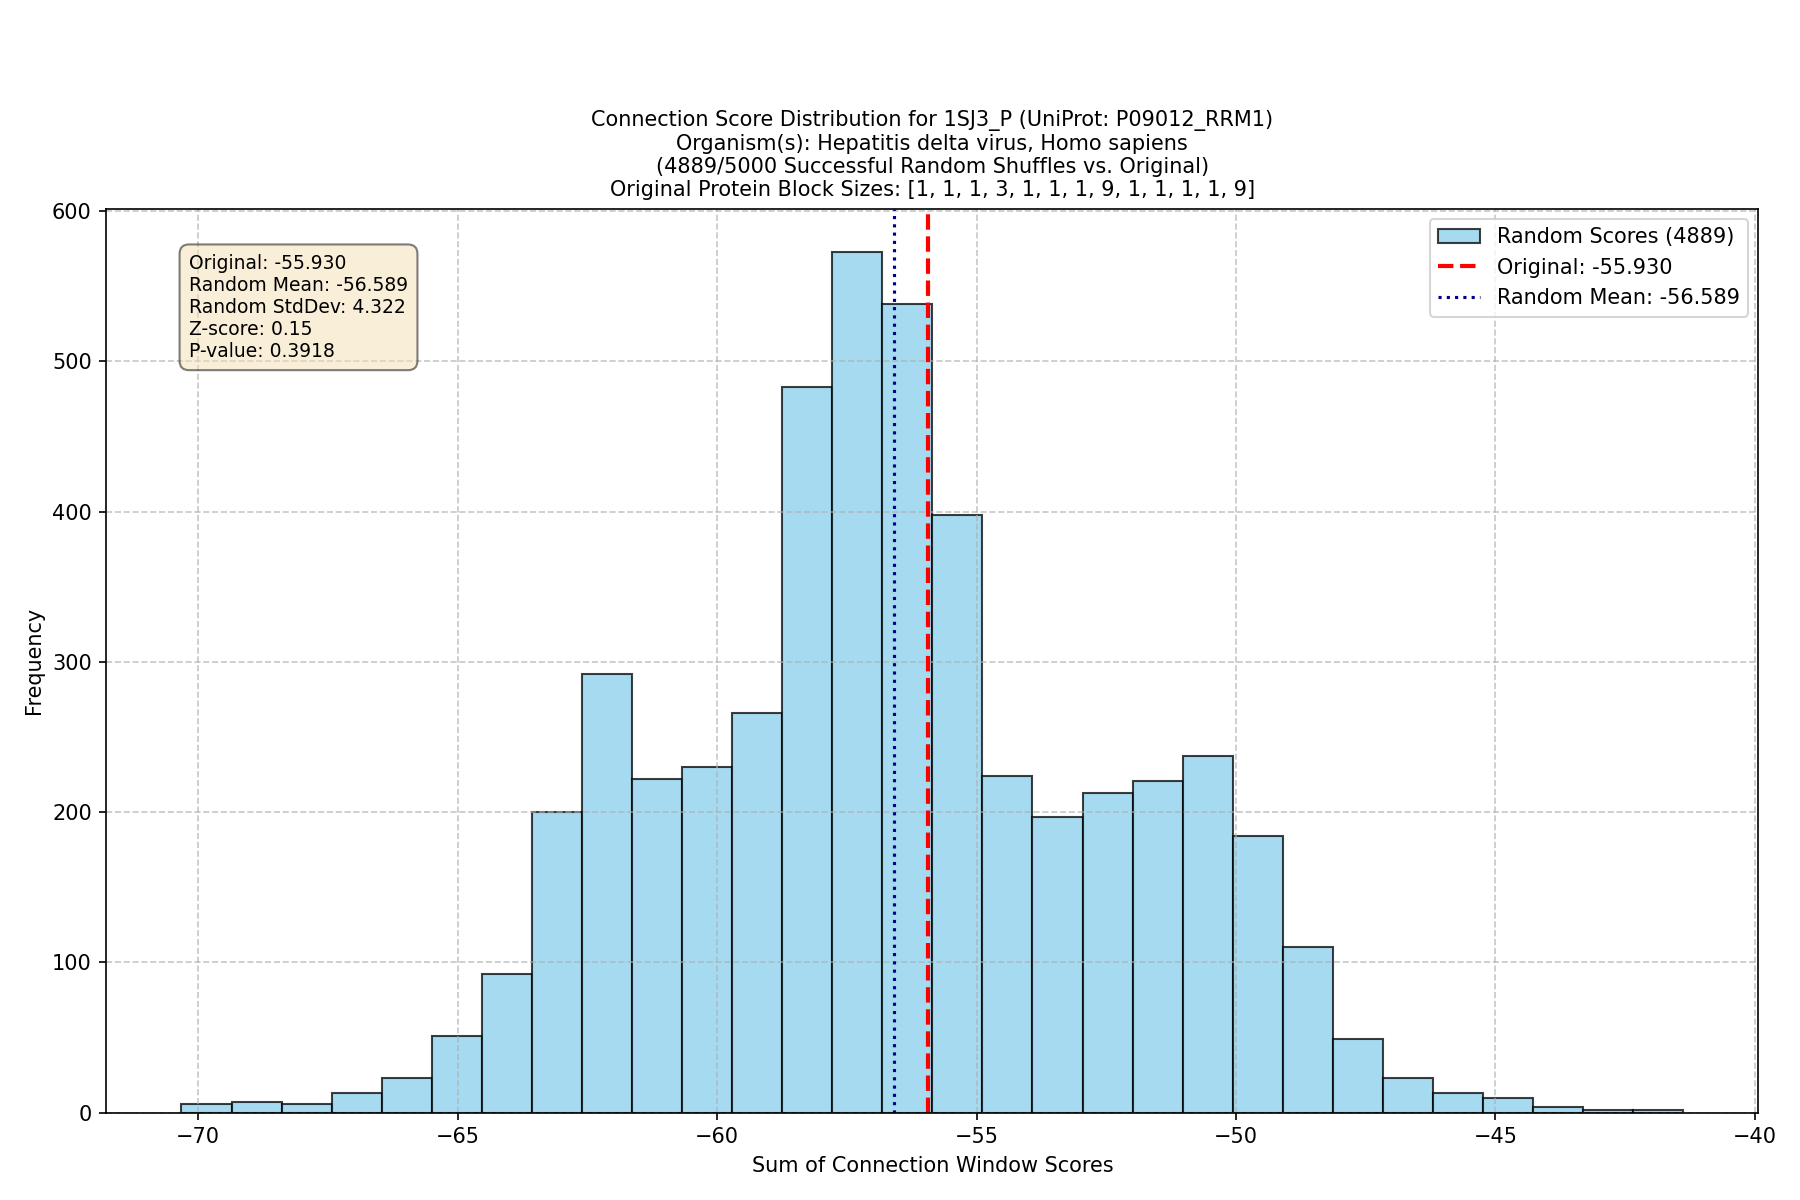 Connection Score Distribution for 1SJ3_P (UniProt: P09012_RRM1)
Organism(s): Hepatitis delta virus, Homo sapiens
(4889/5000 Successful Random Shuffles vs. Original)
Original Protein Block Sizes: [1, 1, 1, 3, 1, 1, 1, 9, 1, 1, 1, 1, 9]
Original: -55.930
Random Mean: -56.589
Random StdDev: 4.322
Z-score: 0.15
P-value: 0.3918
Random Scores (4889)
Original: -55.930
Random Mean: -56.589
Frequency
600
500
400
300
200
100
0
−70
−65
−60
−55
−50
−45
−40
Sum of Connection Window Scores